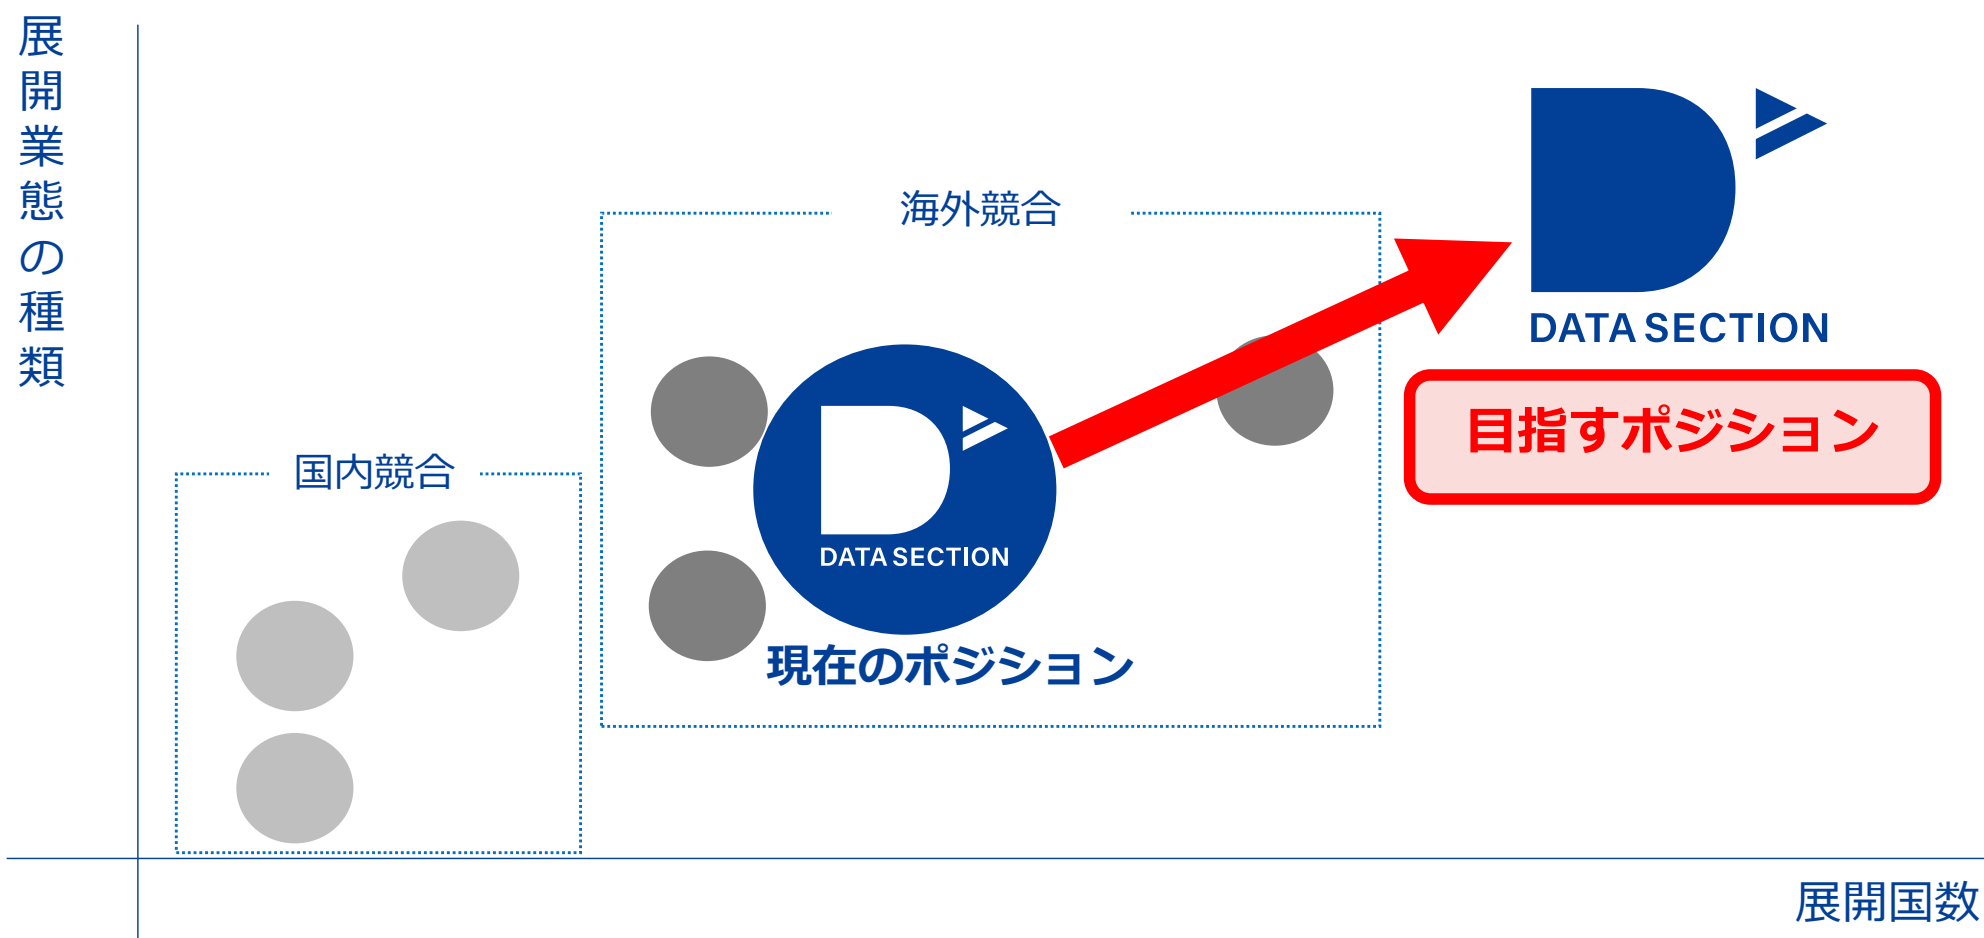 展開業態の種類
海外競合
DATA SECTION
目指すポジション
国内競合
DATA SECTION
現在のポジション
展開国数